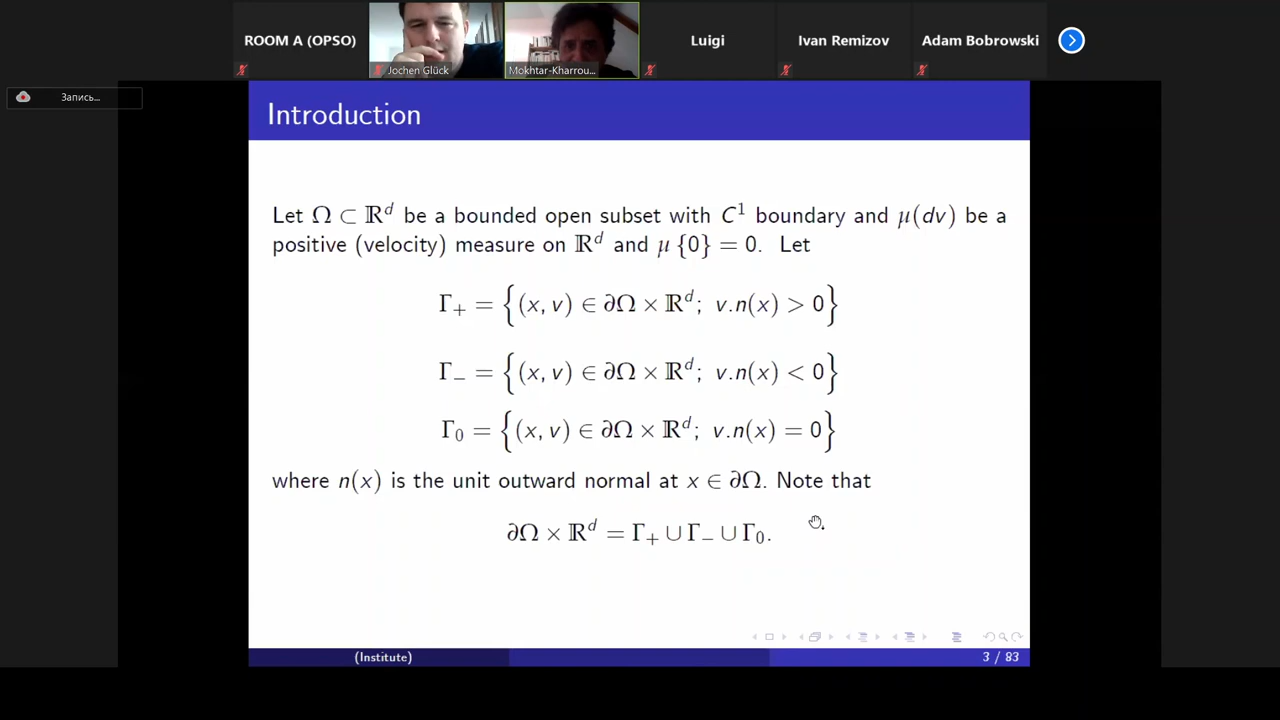 ROOM A (OPSO)
Jochen Glück
Mokhtar-Kharrou...
Luigi
Ivan Remizov
Adam Bobrowski
Запись...
Introduction
Let Ω ⊂ ℝ^d be a bounded open subset with C^1 boundary and μ(dv) be a
positive (velocity) measure on ℝ^d and μ {0} = 0. Let
Γ_+ = {(x, v) ∈ ∂Ω × ℝ^d; v.n(x) > 0}
Γ_− = {(x, v) ∈ ∂Ω × ℝ^d; v.n(x) < 0}
Γ_0 = {(x, v) ∈ ∂Ω × ℝ^d; v.n(x) = 0}
where n(x) is the unit outward normal at x ∈ ∂Ω. Note that
∂Ω × ℝ^d = Γ_+ ∪ Γ_− ∪ Γ_0.
(Institute)
3 / 83